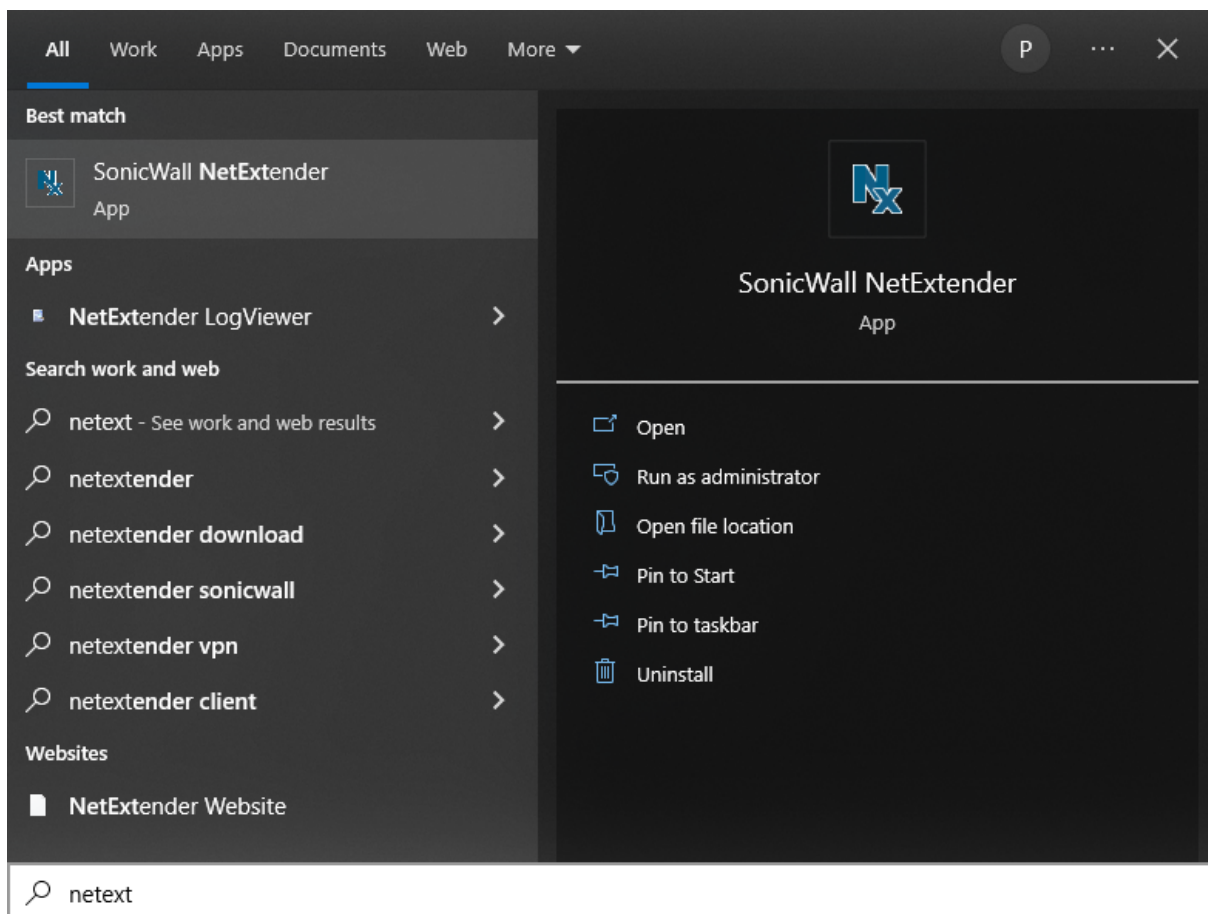 All Work Apps Documents Web More P ...
Best match
SonicWall NetExtender
App
Apps
NetExtender LogViewer
Search work and web
netext - See work and web results
netextender
netextender download
netextender sonicwall
netextender vpn
netextender client
Websites
NetExtender Website
netext
Nx
SonicWall NetExtender
App
Open
Run as administrator
Open file location
Pin to Start
Pin to taskbar
Uninstall